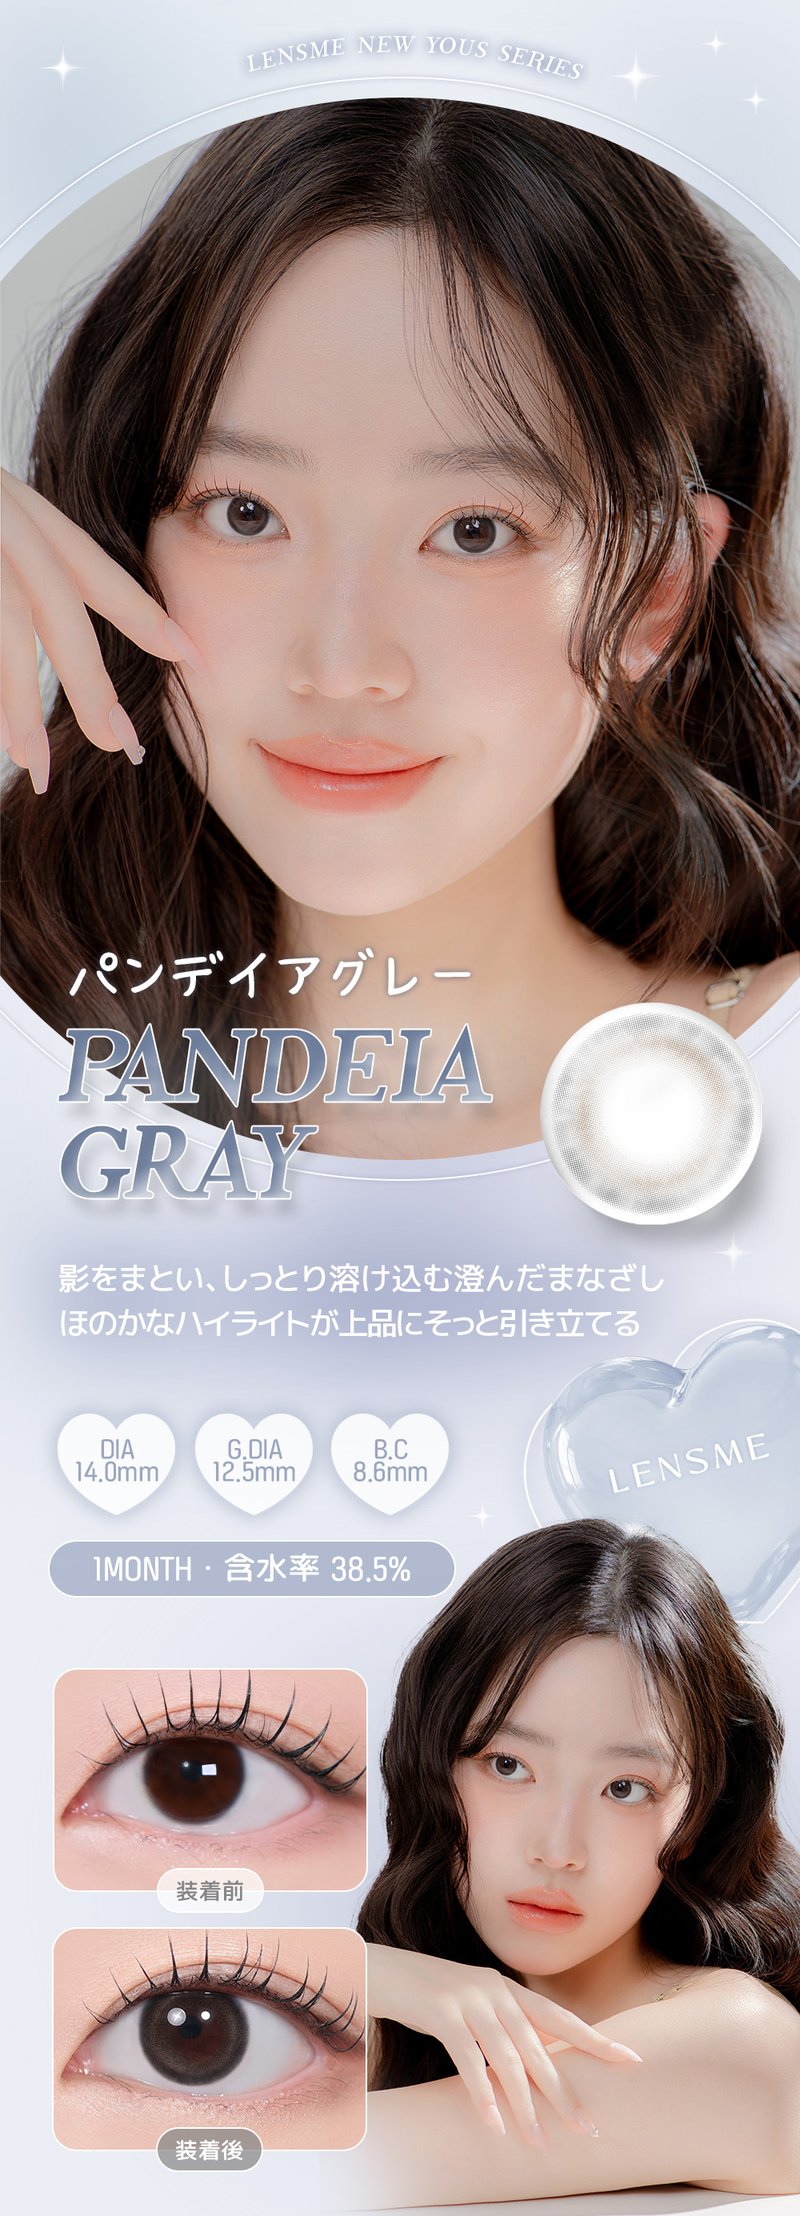 LENSME NEW YOUS SERIES
パンデイアグレー
PANDEIA
GRAY
影をまとい、しっとり溶け込む澄んだまなざし
ほのかなハイライトが上品にそっと引き立てる
DIA
14.0mm
G.DIA
12.5mm
B.C
8.6mm
LENSME
1MONTH · 含水率 38.5%
装着前
装着後